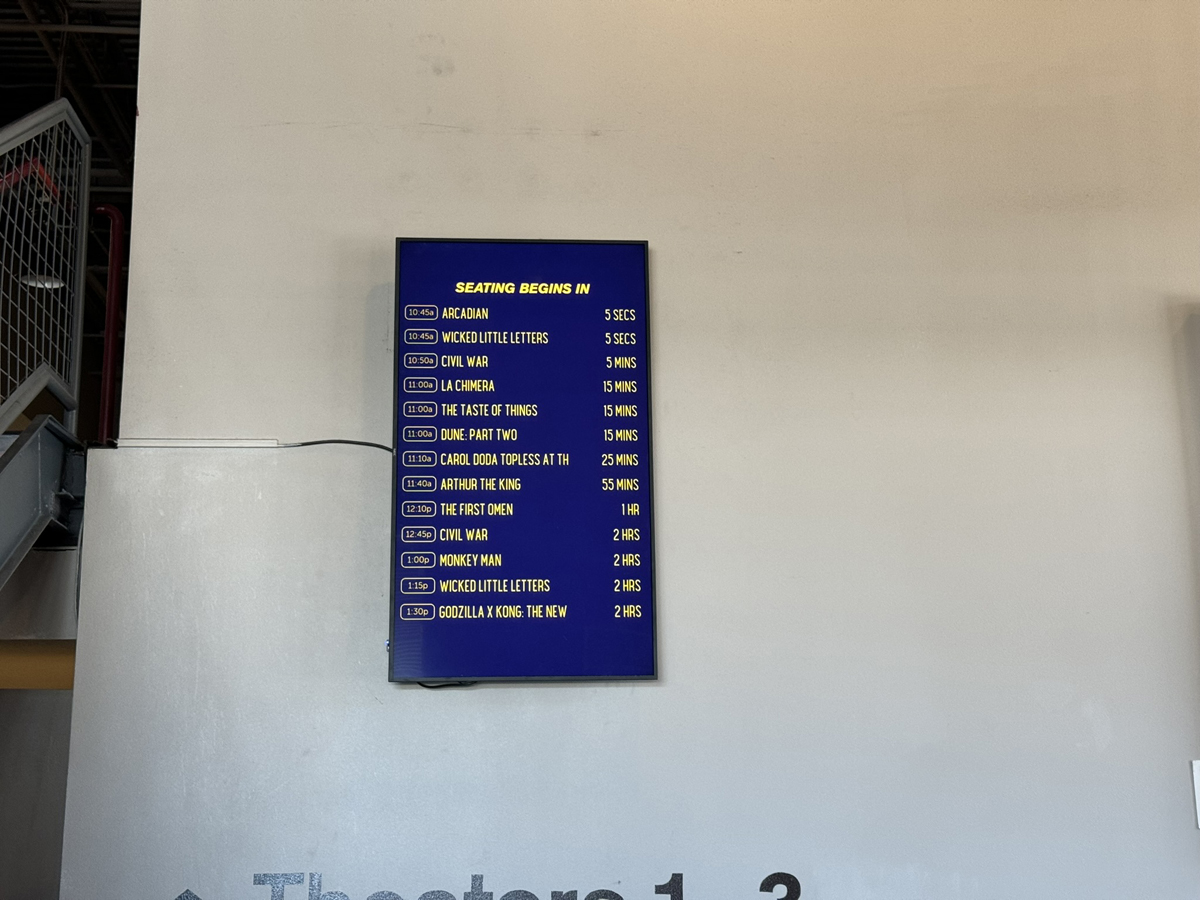 SEATING BEGINS IN
10:45a ARCADIAN 5 SECS
10:45a WICKED LITTLE LETTERS 5 SECS
10:50a CIVIL WAR 5 MINS
11:00a LA CHIMERA 15 MINS
11:00a THE TASTE OF THINGS 15 MINS
11:00a DUNE: PART TWO 15 MINS
11:10a CAROL DODA TOPLESS AT TH 25 MINS
11:40a ARTHUR THE KING 55 MINS
12:10p THE FIRST OMEN 1 HR
12:45p CIVIL WAR 2 HRS
1:00p MONKEY MAN 2 HRS
1:15p WICKED LITTLE LETTERS 2 HRS
1:30p GODZILLA X KONG: THE NEW 2 HRS
Theaters 1-3